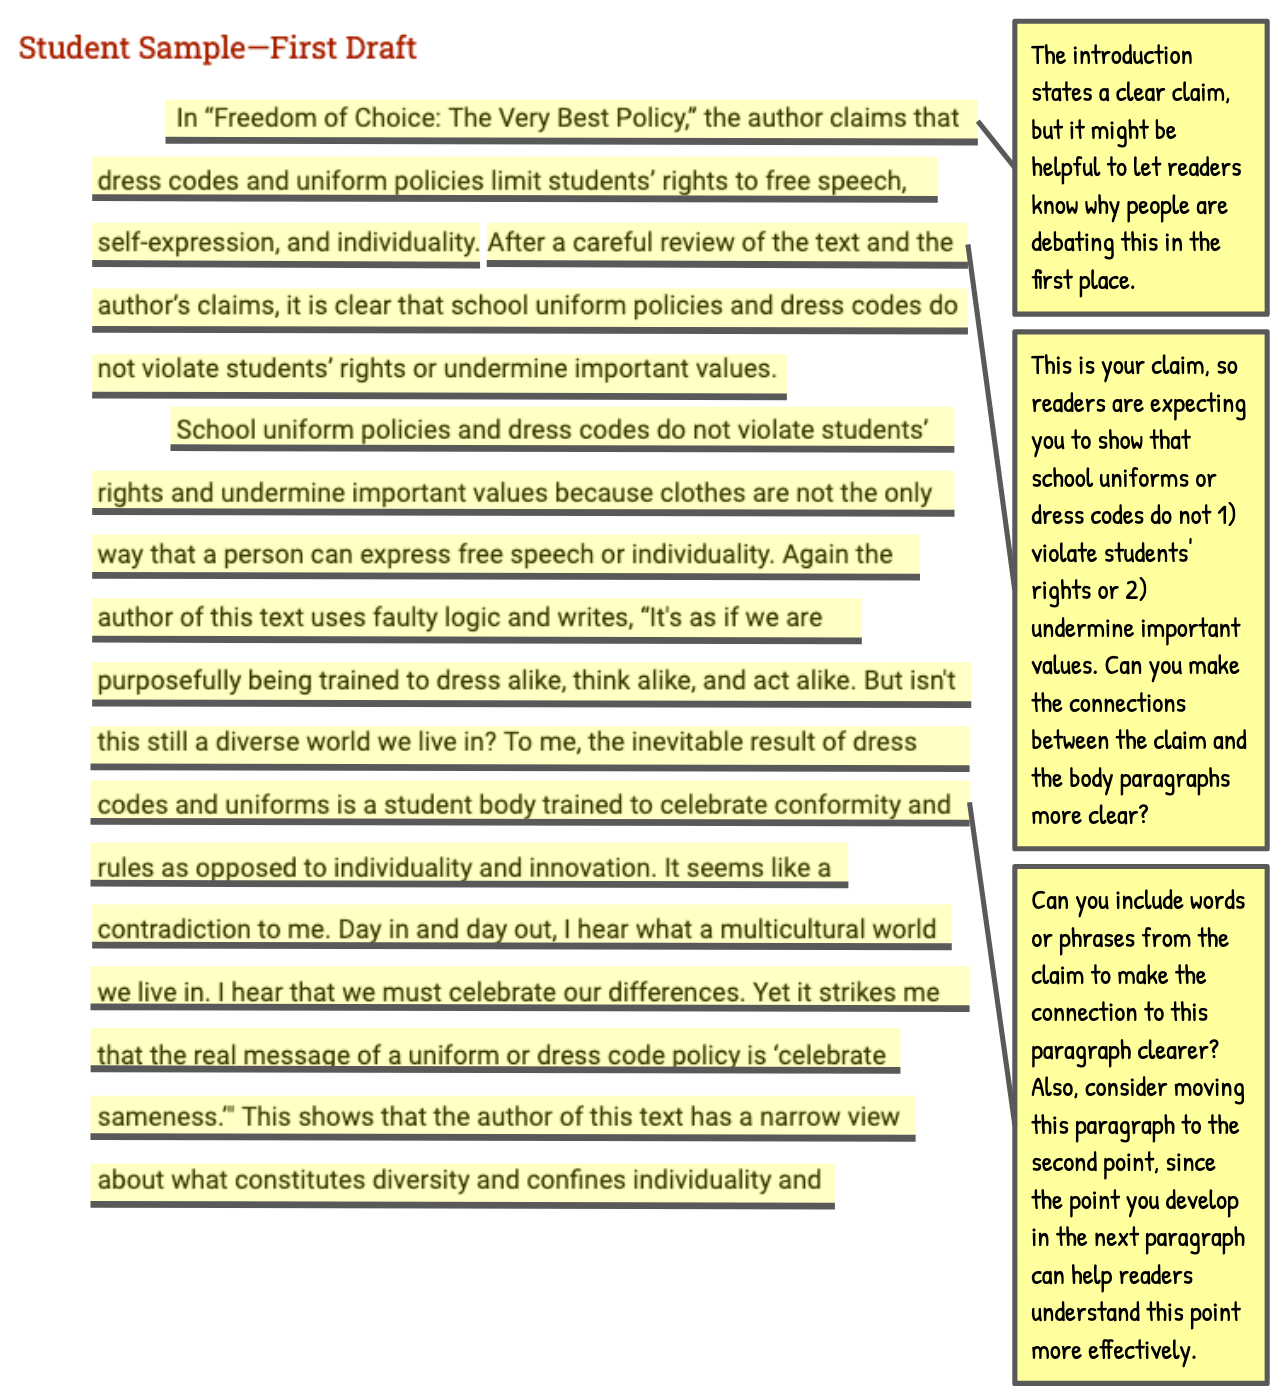 Student Sample—First Draft
In “Freedom of Choice: The Very Best Policy,” the author claims that
dress codes and uniform policies limit students’ rights to free speech,
self-expression, and individuality. After a careful review of the text and the
author’s claims, it is clear that school uniform policies and dress codes do
not violate students’ rights or undermine important values.
School uniform policies and dress codes do not violate students’
rights and undermine important values because clothes are not the only
way that a person can express free speech or individuality. Again the
author of this text uses faulty logic and writes, “It's as if we are
purposefully being trained to dress alike, think alike, and act alike. But isn't
this still a diverse world we live in? To me, the inevitable result of dress
codes and uniforms is a student body trained to celebrate conformity and
rules as opposed to individuality and innovation. It seems like a
contradiction to me. Day in and day out, I hear what a multicultural world
we live in. I hear that we must celebrate our differences. Yet it strikes me
that the real message of a uniform or dress code policy is ‘celebrate
sameness.’" This shows that the author of this text has a narrow view
about what constitutes diversity and confines individuality and
The introduction
states a clear claim,
but it might be
helpful to let readers
know why people are
debating this in the
first place.
This is your claim, so
readers are expecting
you to show that
school uniforms or
dress codes do not 1)
violate students'
rights or 2)
undermine important
values. Can you make
the connections
between the claim and
the body paragraphs
more clear?
Can you include words
or phrases from the
claim to make the
connection to this
paragraph clearer?
Also, consider moving
this paragraph to the
second point, since
the point you develop
in the next paragraph
can help readers
understand this point
more effectively.